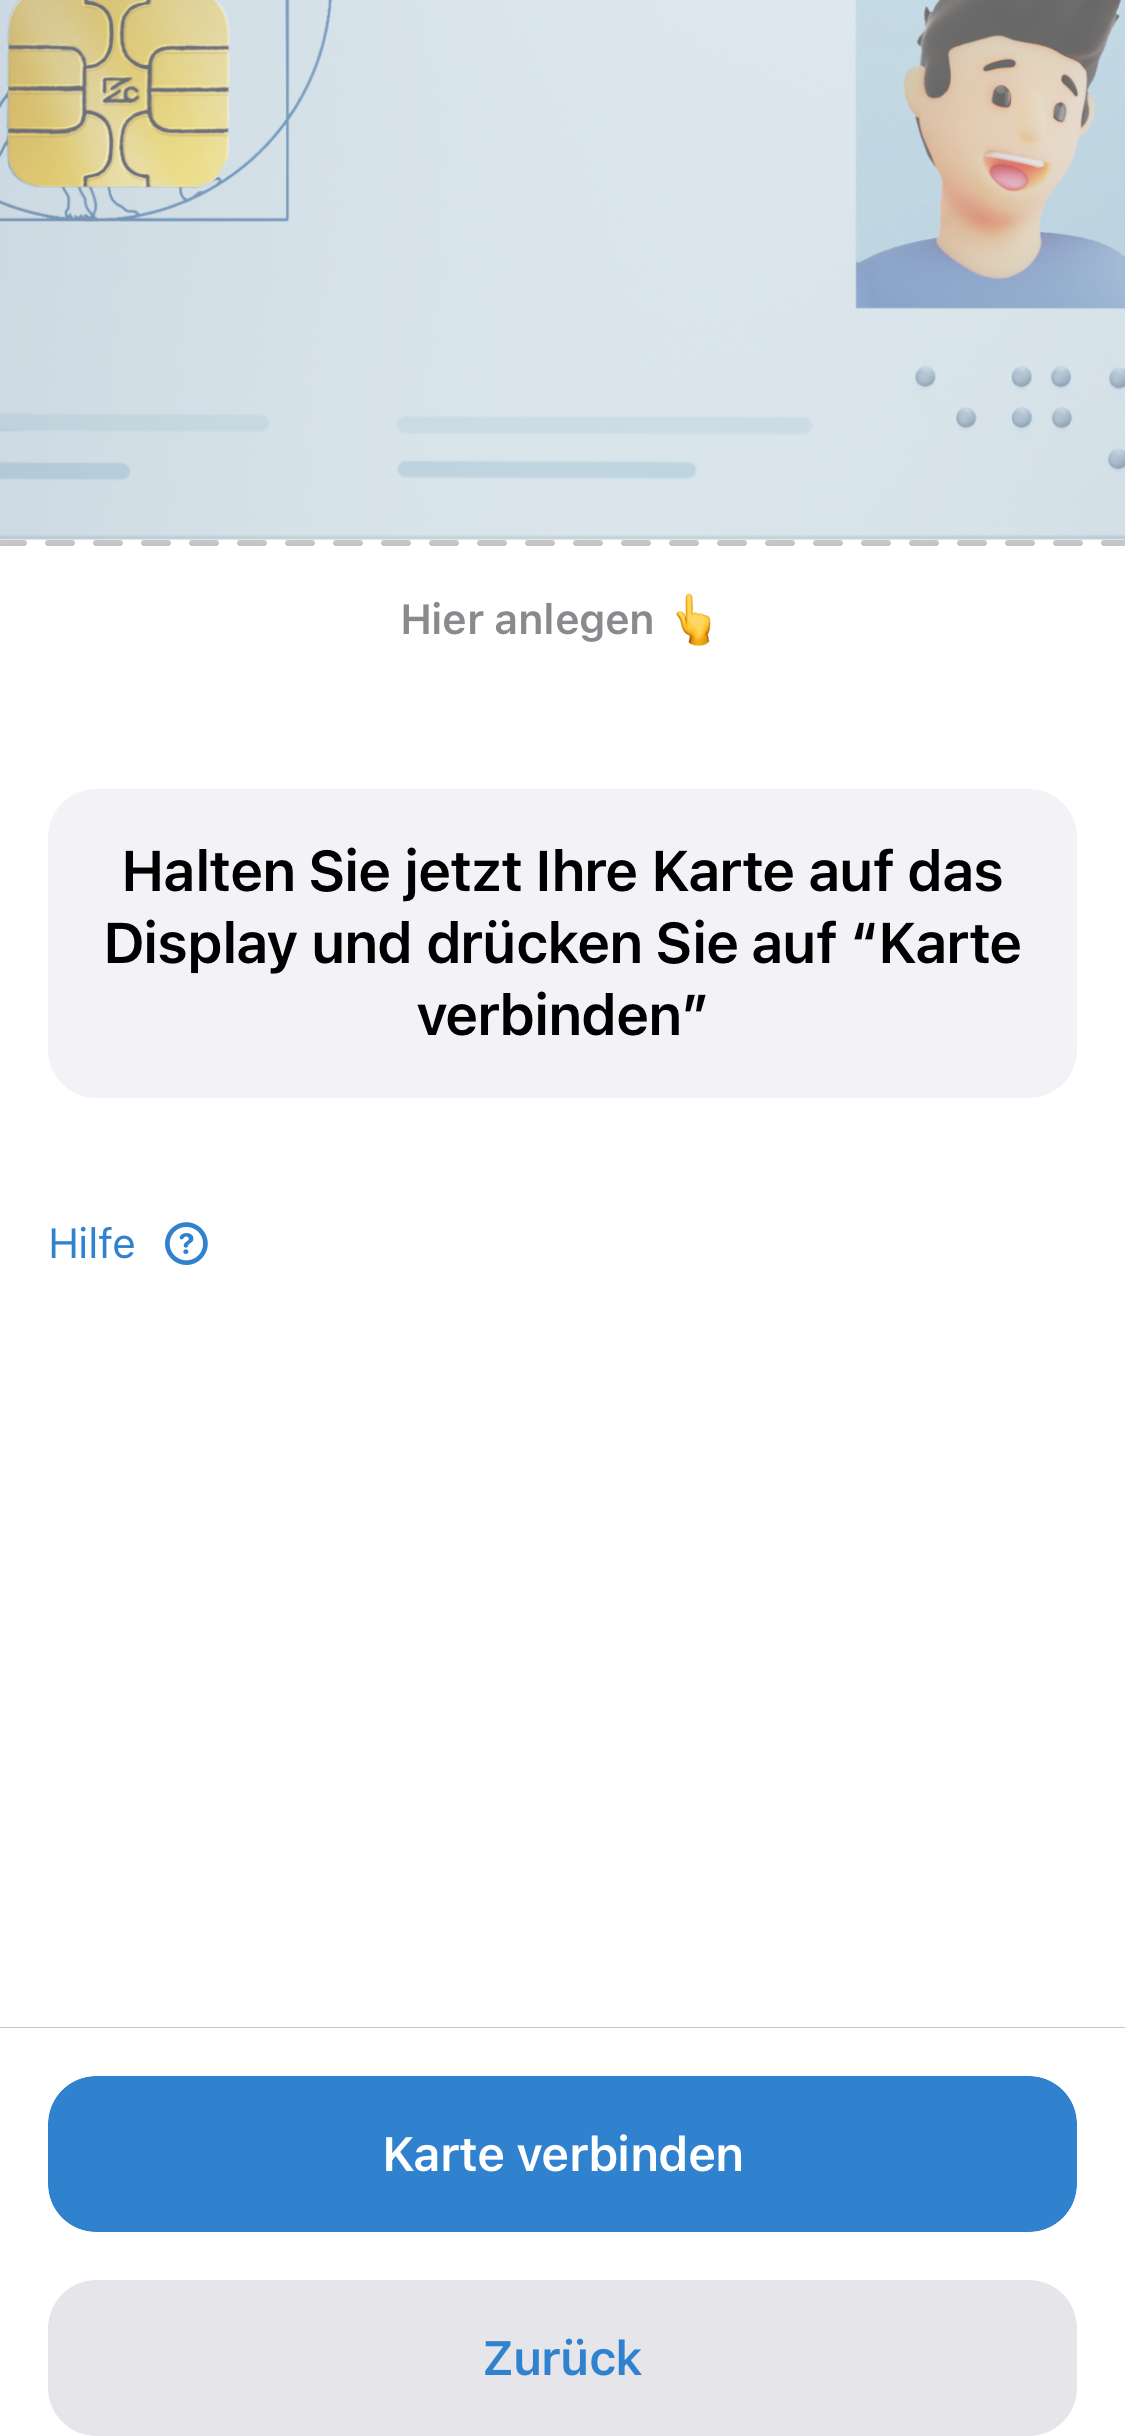 Hier anlegen 👆
Halten Sie jetzt Ihre Karte auf das
Display und drücken Sie auf “Karte
verbinden”
Hilfe ?
Karte verbinden
Zurück